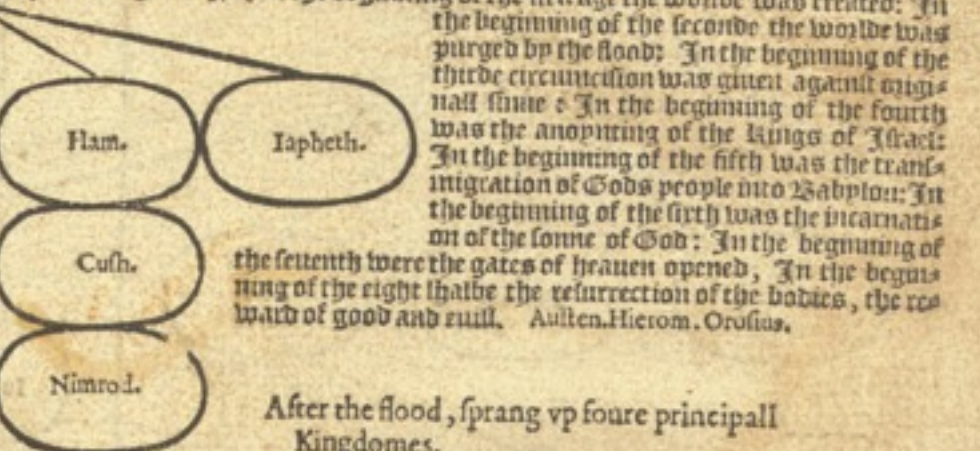 the beginning of the seconde the worlde was
purged by the flood: In the beginning of the
thirde circumcision was giuen against origi-
nall sinne : In the beginning of the fourth
was the anoynting of the Kings of Israel:
In the beginning of the fifth was the trans-
migration of Gods people into Babylon: In
the beginning of the sixth was the incarnati-
on of the sonne of God: In the beginning of
the seuenth were the gates of heauen opened, In the begin-
ning of the eight shalbe the resurrection of the bodies, the re-
ward of good and euill. Austen. Hierom. Orosius.
Ham.
Iapheth.
Cush.
Nimrod.
After the flood, sprang vp foure principall
Kingdomes.